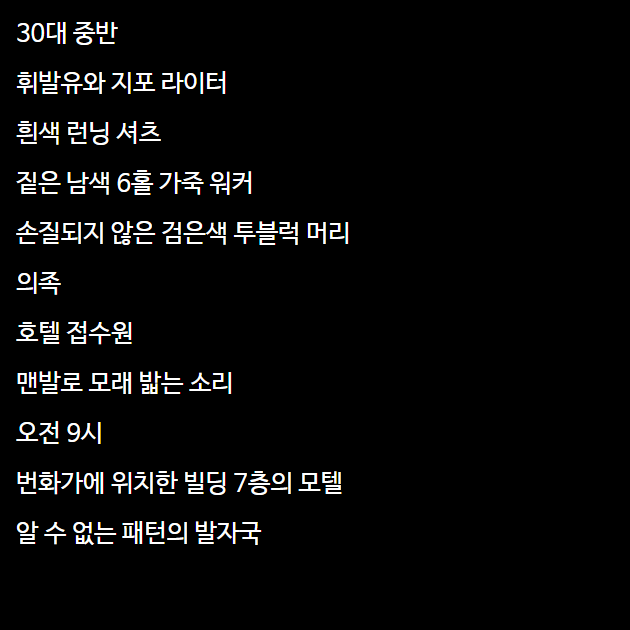 30대 중반
휘발유와 지포 라이터
흰색 런닝 셔츠
짙은 남색 6홀 가죽 워커
손질되지 않은 검은색 투블럭 머리
의족
호텔 접수원
맨발로 모래 밟는 소리
오전 9시
번화가에 위치한 빌딩 7층의 모텔
알 수 없는 패턴의 발자국